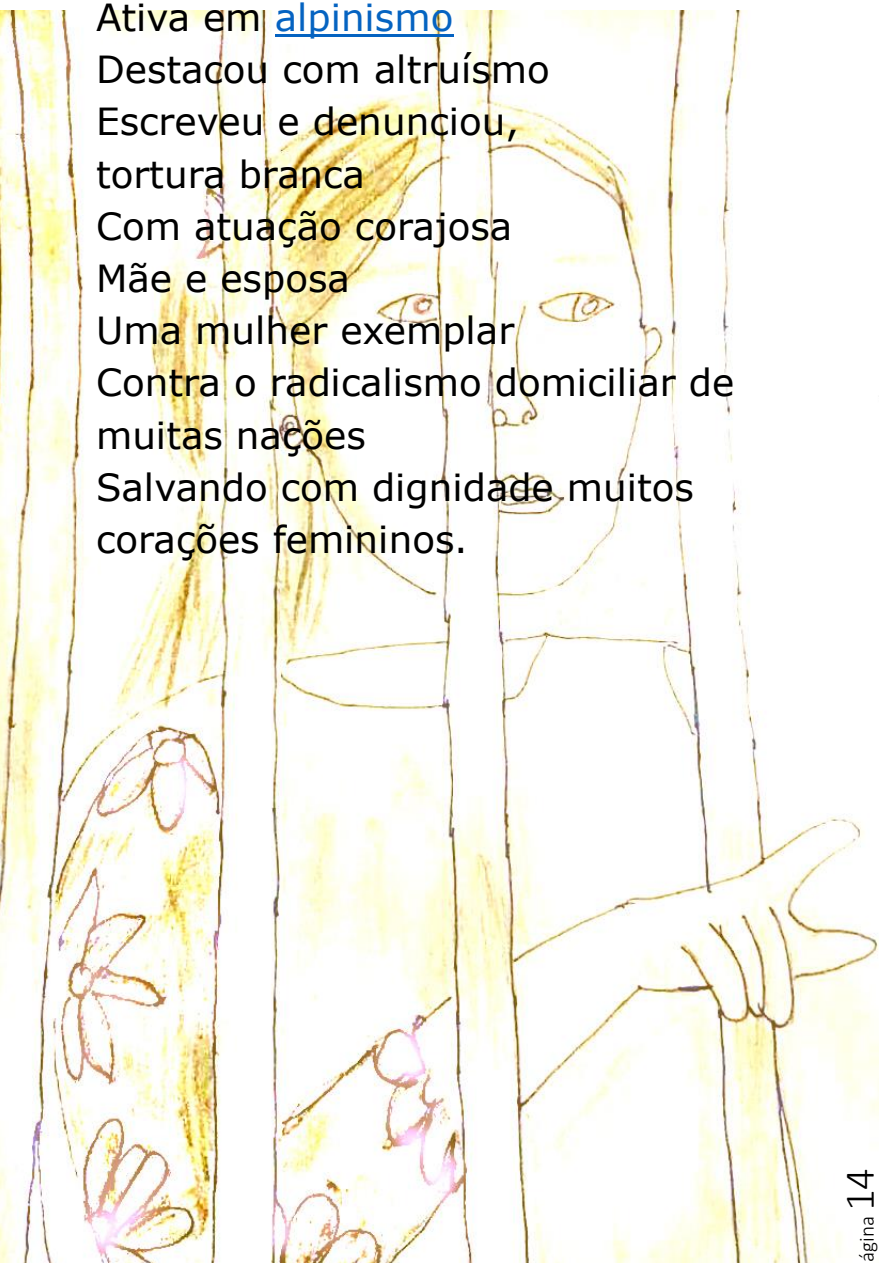 Ativa em alpinismo
Destacou com altruísmo
Escreveu e denunciou,
tortura branca
Com atuação corajosa
Mãe e esposa
Uma mulher exemplar
Contra o radicalismo domiciliar de
muitas nações
Salvando com dignidade muitos
corações femininos.
ágina 14